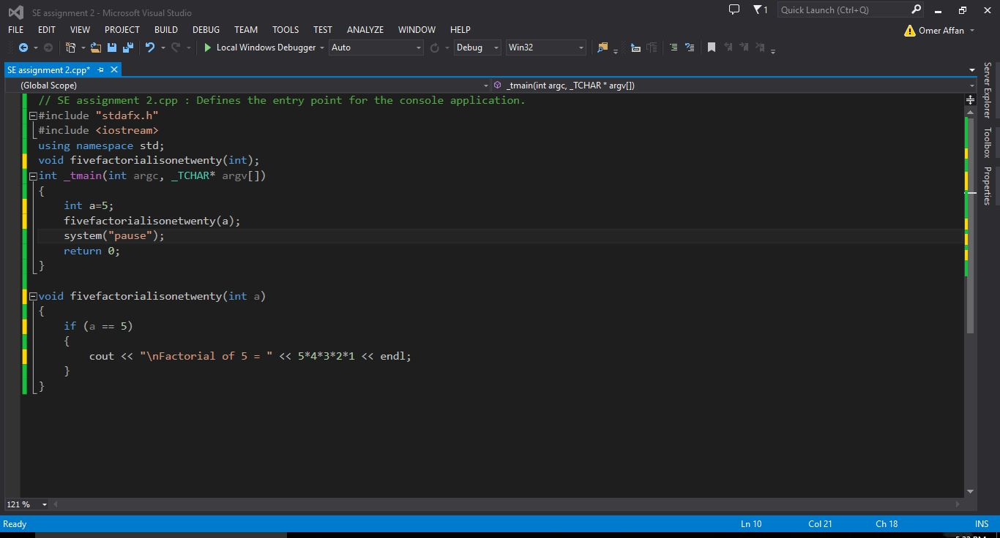 SE assignment 2 - Microsoft Visual Studio
1
Quick Launch (Ctrl+Q)
FILE EDIT VIEW PROJECT BUILD DEBUG TEAM TOOLS TEST ANALYZE WINDOW HELP
Omer Affan
Local Windows Debugger Auto Debug Win32
SE assignment 2.cpp*
(Global Scope)
_tmain(int argc, _TCHAR * argv[])
// SE assignment 2.cpp : Defines the entry point for the console application.
#include "stdafx.h"
#include <iostream>
using namespace std;
void fivefactorialisonetwenty(int);
int _tmain(int argc, _TCHAR* argv[])
{
int a=5;
fivefactorialisonetwenty(a);
system("pause");
return 0;
}
void fivefactorialisonetwenty(int a)
{
if (a == 5)
{
cout << "\nFactorial of 5 = " << 5*4*3*2*1 << endl;
}
}
Server Explorer
Toolbox
Properties
121 %
Ready
Ln 10
Col 21
Ch 18
INS